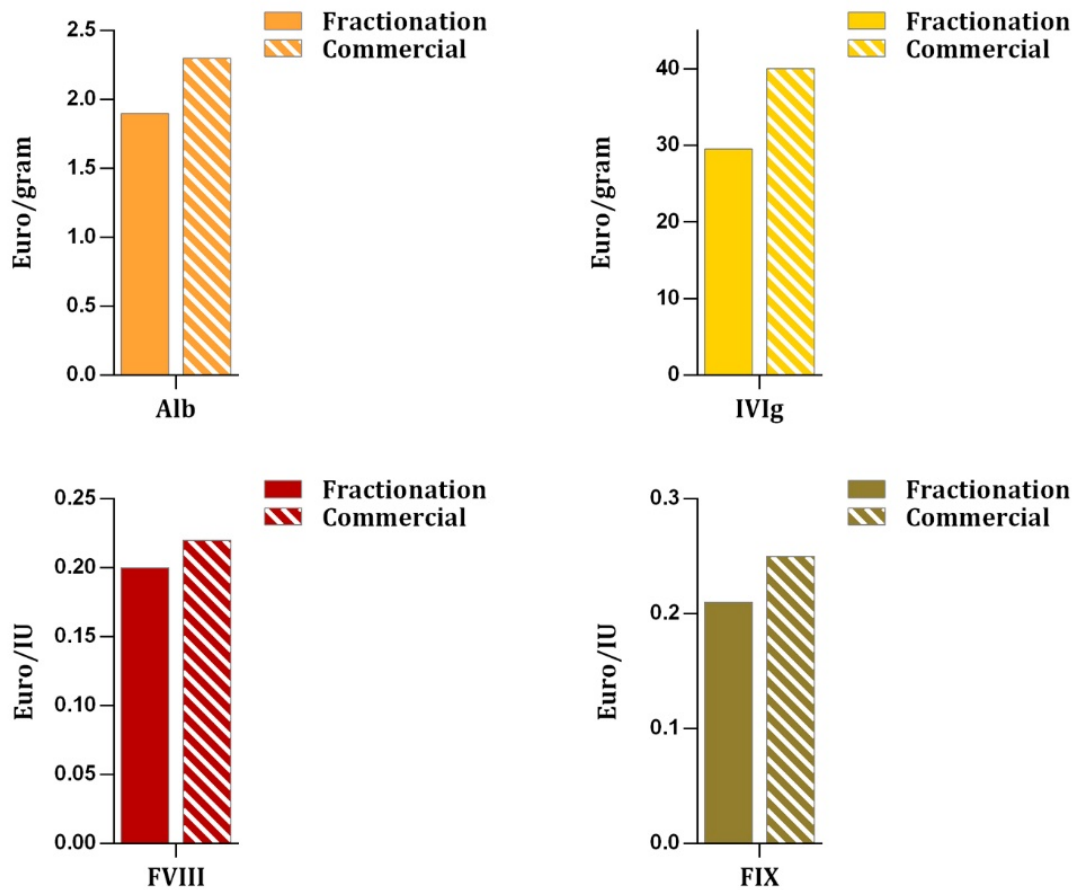 Fractionation
Commercial
2.5
2.0
1.5
1.0
0.5
0.0
Euro/gram
Alb
Fractionation
Commercial
40
30
20
10
0
Euro/gram
IVIg
Fractionation
Commercial
0.25
0.20
0.15
0.10
0.05
0.00
Euro/IU
FVIII
Fractionation
Commercial
0.3
0.2
0.1
0.0
Euro/IU
FIX